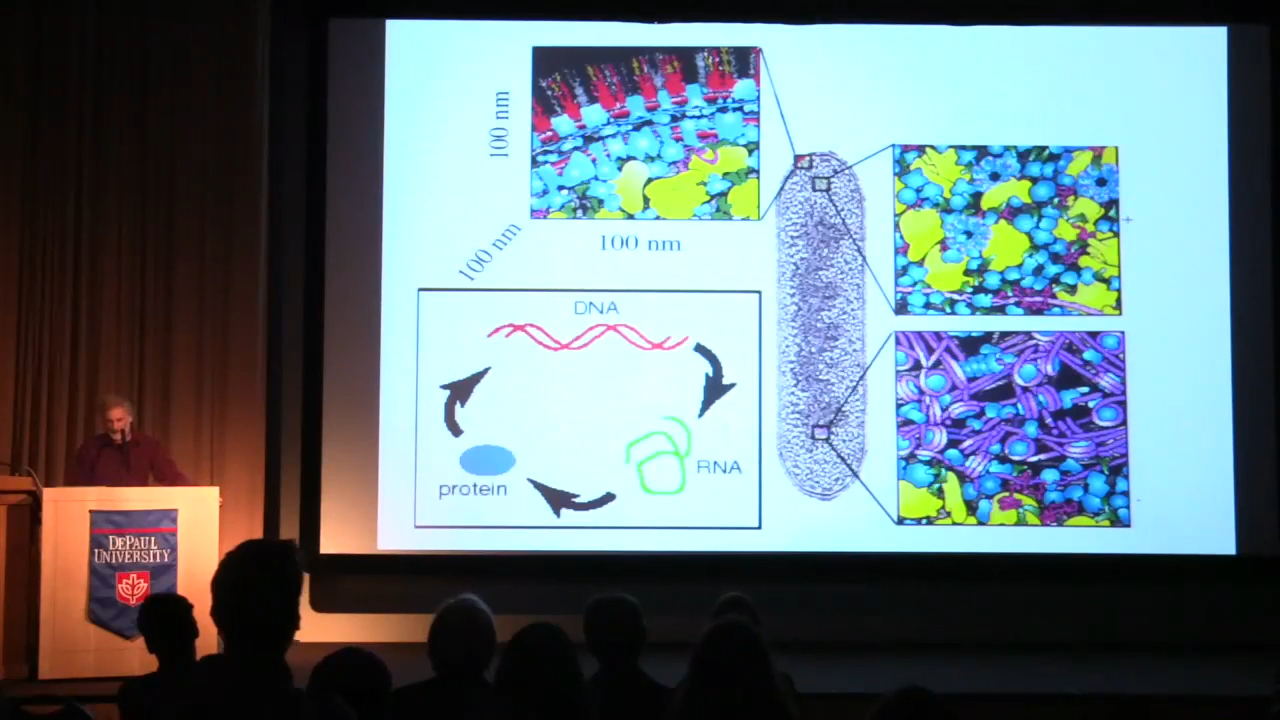 100 nm
100 nm
100 nm
DNA
RNA
protein
DEPAUL
UNIVERSITY